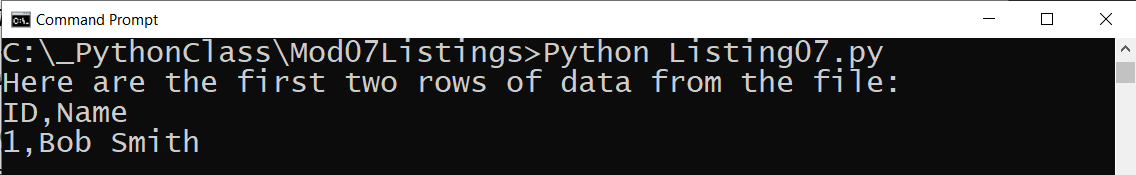 Command Prompt
C:\_PythonClass\Mod07Listings>Python Listing07.py
Here are the first two rows of data from the file:
ID,Name
1,Bob Smith